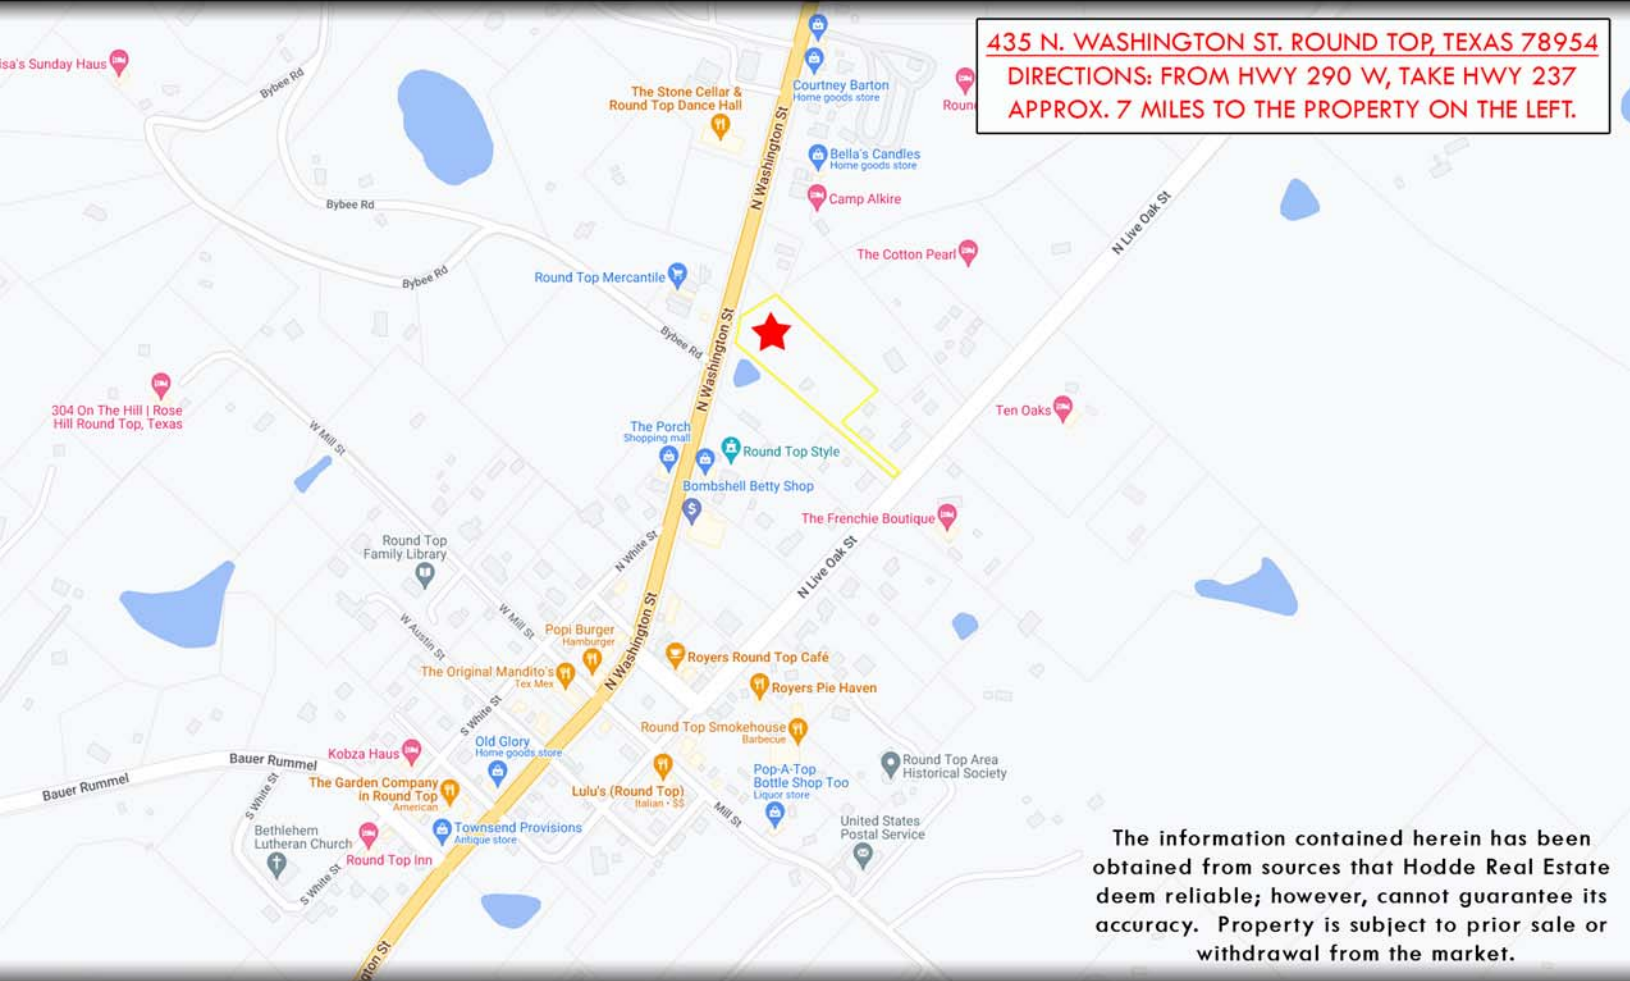 435 N. WASHINGTON ST. ROUND TOP, TEXAS 78954
DIRECTIONS: FROM HWY 290 W, TAKE HWY 237
APPROX. 7 MILES TO THE PROPERTY ON THE LEFT.
isa's Sunday Haus
Bybee Rd
The Stone Cellar &
Round Top Dance Hall
Courtney Barton
Home goods store
Roun
N Washington St
Bella's Candles
Home goods store
Camp Alkire
Bybee Rd
N Live Oak St
The Cotton Pearl
Bybee Rd
Round Top Mercantile
Bybee Rd
N Washington St
304 On The Hill | Rose
Hill Round Top, Texas
Ten Oaks
W Mill St
The Porch
Shopping mall
Round Top Style
Bombshell Betty Shop
The Frenchie Boutique
Round Top
Family Library
N White St
N Live Oak St
W Mill St
W Austin St
N Washington St
Popi Burger
Hamburger
The Original Mandito's
Tex Mex
Royers Round Top Café
Royers Pie Haven
S White St
Round Top Smokehouse
Barbecue
Old Glory
Home goods store
Kobza Haus
Bauer Rummel
Bauer Rummel
S White St
The Garden Company
in Round Top
American
Lulu's (Round Top)
Italian • $$
Pop-A-Top
Bottle Shop Too
Liquor store
Round Top Area
Historical Society
Mill St
Bethlehem
Lutheran Church
Townsend Provisions
Antique store
Round Top Inn
United States
Postal Service
S White St
gton St
The information contained herein has been
obtained from sources that Hodde Real Estate
deem reliable; however, cannot guarantee its
accuracy. Property is subject to prior sale or
withdrawal from the market.